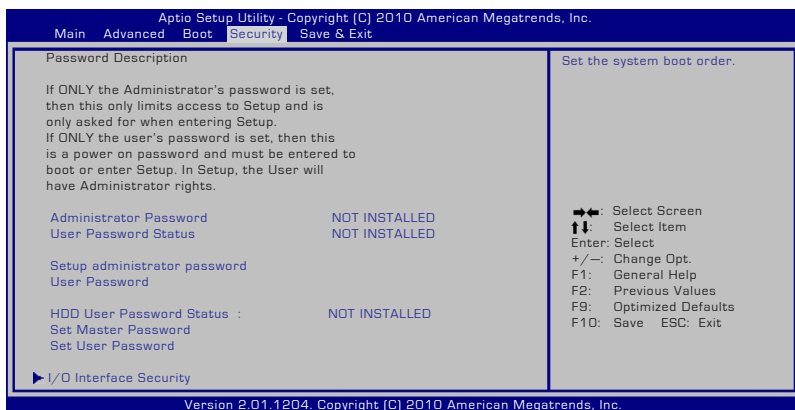 Aptio Setup Utility - Copyright (C) 2010 American Megatrends, Inc.
Main Advanced Boot Security Save & Exit
Password Description
If ONLY the Administrator's password is set,
then this only limits access to Setup and is
only asked for when entering Setup.
If ONLY the user's password is set, then this
is a power on password and must be entered to
boot or enter Setup. In Setup, the User will
have Administrator rights.
Administrator Password NOT INSTALLED
User Password Status NOT INSTALLED
Setup administrator password
User Password
HDD User Password Status : NOT INSTALLED
Set Master Password
Set User Password
I/O Interface Security
Set the system boot order.
→←: Select Screen
↑↓: Select Item
Enter: Select
+/—: Change Opt.
F1: General Help
F2: Previous Values
F9: Optimized Defaults
F10: Save ESC: Exit
Version 2.01.1204. Copyright (C) 2010 American Megatrends, Inc.